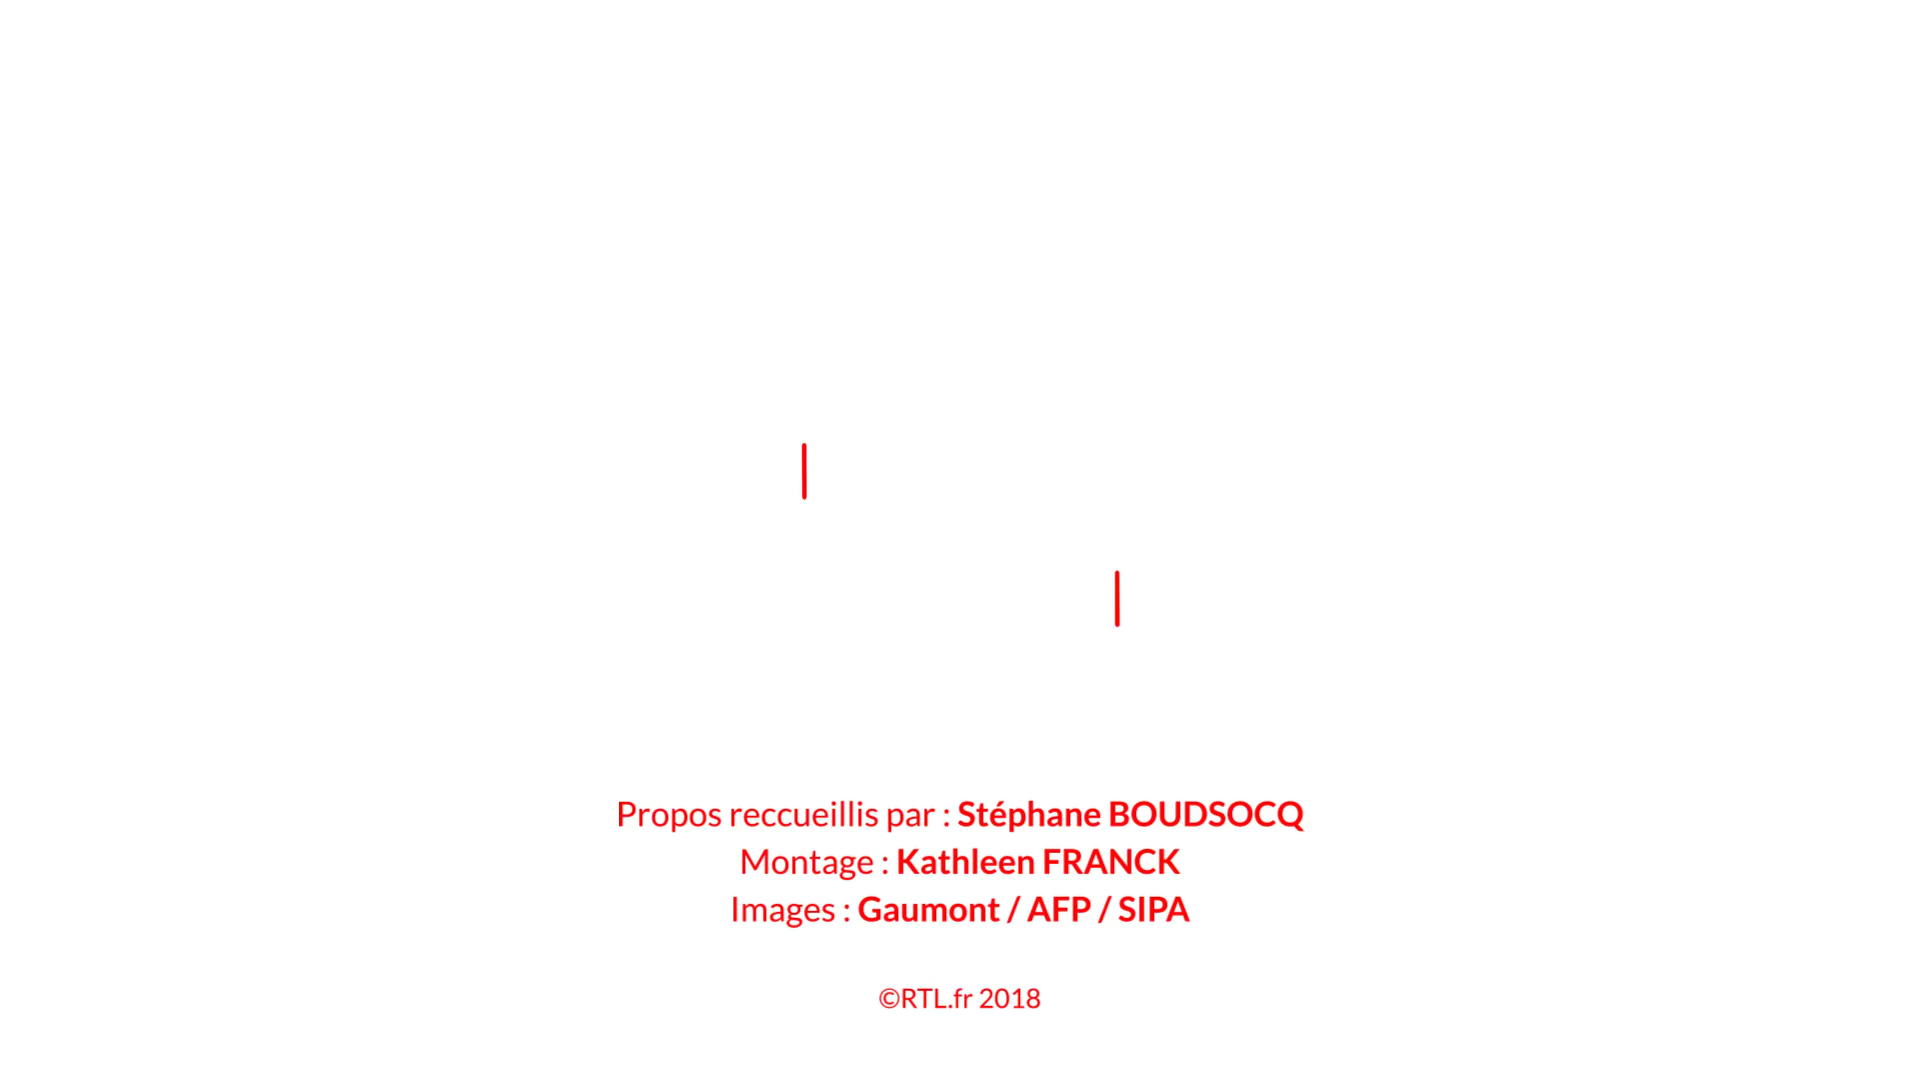 Propos reccueillis par : Stéphane BOUDSOCQ
Montage : Kathleen FRANCK
Images : Gaumont / AFP / SIPA
©RTL.fr 2018